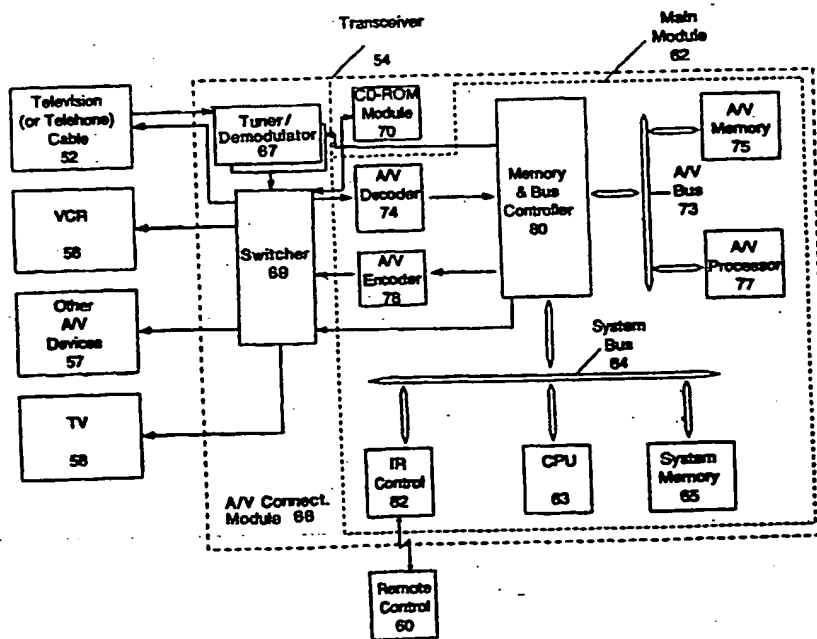 Transceiver
54
Main
Module
62
Television
(or Telehone)
Cable
52
Tuner/
Demodulator
67
CD-ROM
Module
70
A/V
Memory
75
A/V
Bus
73
A/V
Decoder
74
Memory
& Bus
Controller
80
VCR
56
Switcher
69
A/V
Encoder
78
A/V
Processor
77
Other
A/V
Devices
57
System
Bus
64
TV
58
IR
Control
82
CPU
63
System
Memory
65
A/V Connect.
Module 68
Remote
Control
60